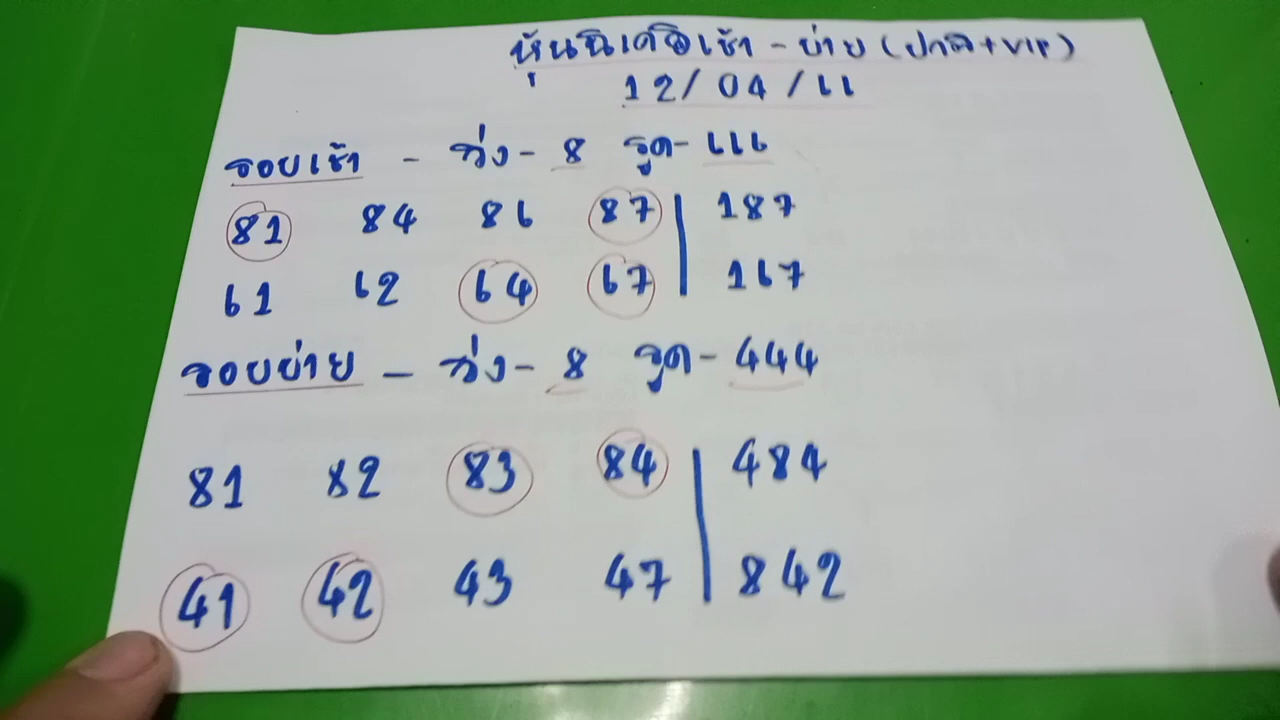 หุ้นนิเคอิเช้า - บ่าย (ปกติ+VIP)
12/04/66
รอบเช้า - วิ่ง - 8 รูด - 666
81 84 86 87 | 187
61 62 64 67 | 167
รอบบ่าย - วิ่ง - 8 รูด - 444
81 82 83 84 | 484
41 42 43 47 | 842